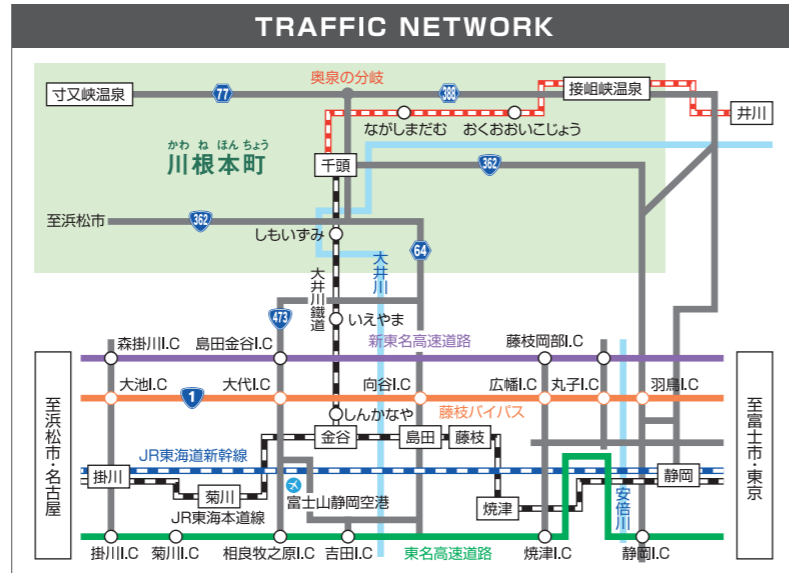 TRAFFIC NETWORK
奥泉の分岐
寸又峡温泉
77
388
接岨峡温泉
井川
ながしまだむ
おくおおいこじょう
かわねほんちょう
川根本町
千頭
362
至浜松市
362
しもいずみ
64
大井川
大井川鐵道
473
いえやま
新東名高速道路
森掛川I.C
島田金谷I.C
藤枝岡部I.C
大池I.C
1
大代I.C
向谷I.C
広幡I.C
丸子I.C
羽鳥I.C
しんかなや
藤枝バイパス
至浜松市・名古屋
至富士市・東京
金谷
島田
藤枝
JR東海道新幹線
掛川
静岡
菊川
富士山静岡空港
焼津
安倍川
JR東海本道線
掛川I.C
菊川I.C
相良牧之原I.C
吉田I.C
東名高速道路
焼津I.C
静岡I.C